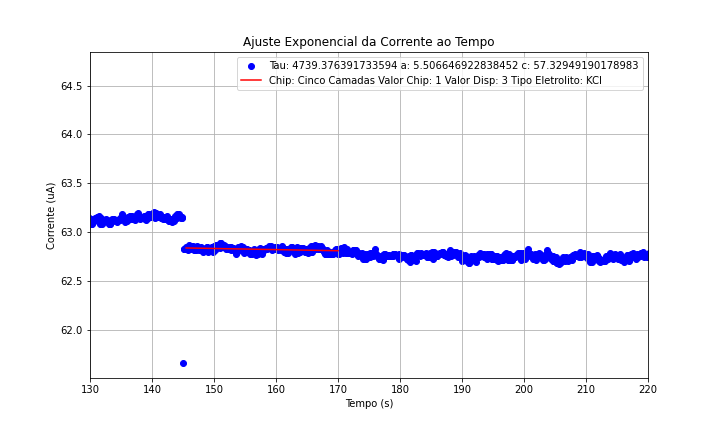 Ajuste Exponencial da Corrente ao Tempo
Tau: 4739.376391733594 a: 5.506646922838452 c: 57.32949190178983
Chip: Cinco Camadas Valor Chip: 1 Valor Disp: 3 Tipo Eletrolito: KCl
64.5
64.0
63.5
63.0
62.5
62.0
Corrente (uA)
130 140 150 160 170 180 190 200 210 220
Tempo (s)